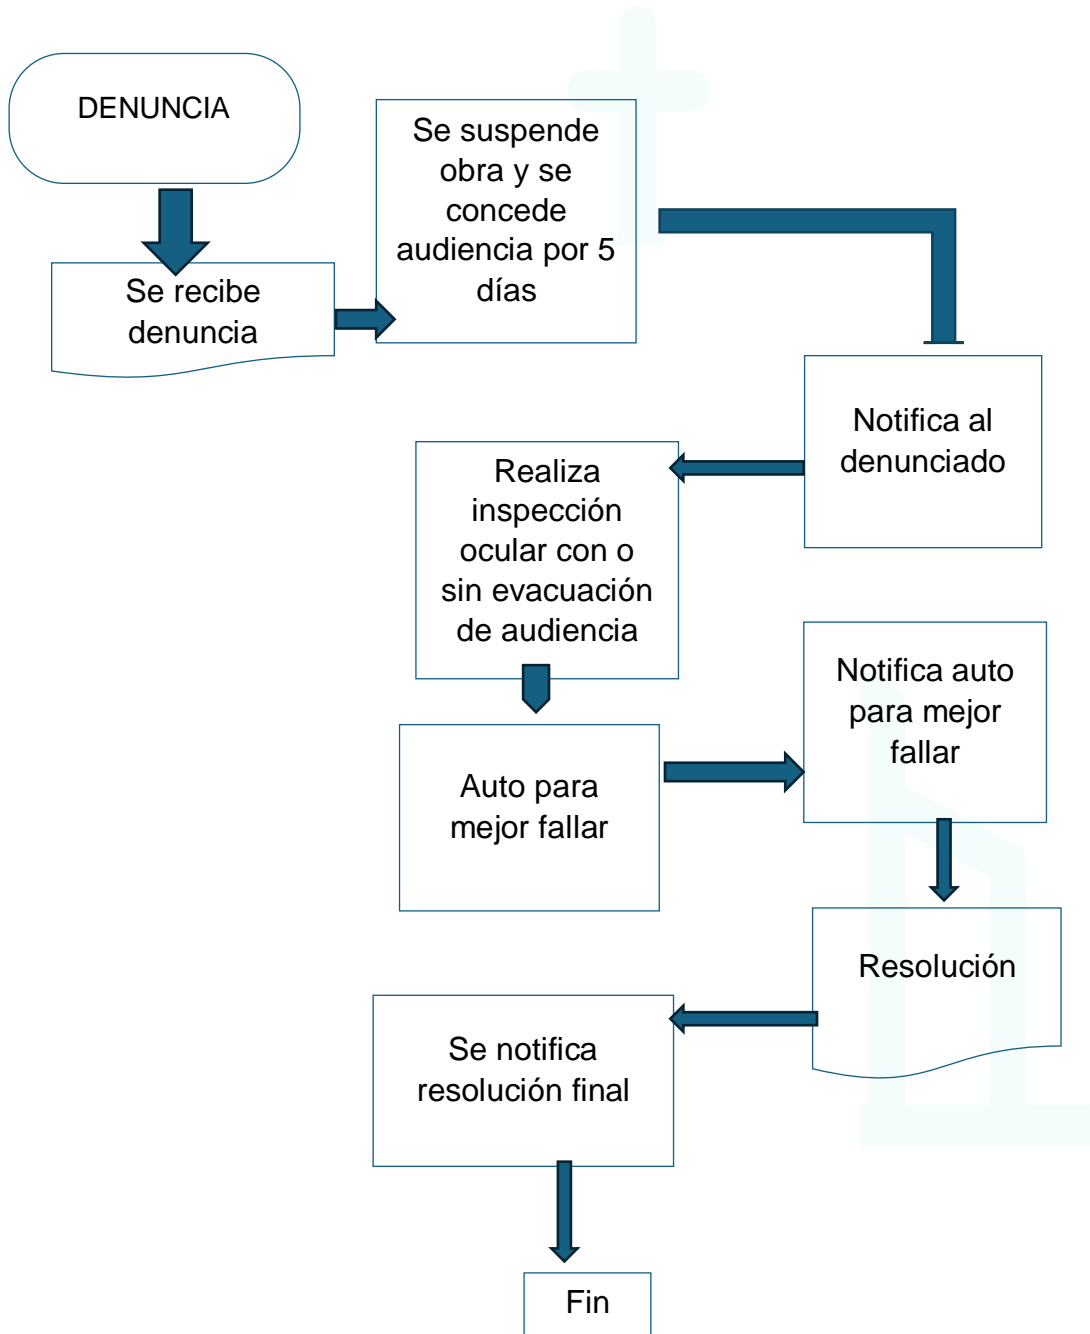 DENUNCIA
Se recibe
denuncia
Se suspende
obra y se
concede
audiencia por 5
días
Notifica al
denunciado
Realiza
inspección
ocular con o
sin evacuación
de audiencia
Auto para
mejor fallar
Notifica auto
para mejor
fallar
Resolución
Se notifica
resolución final
Fin